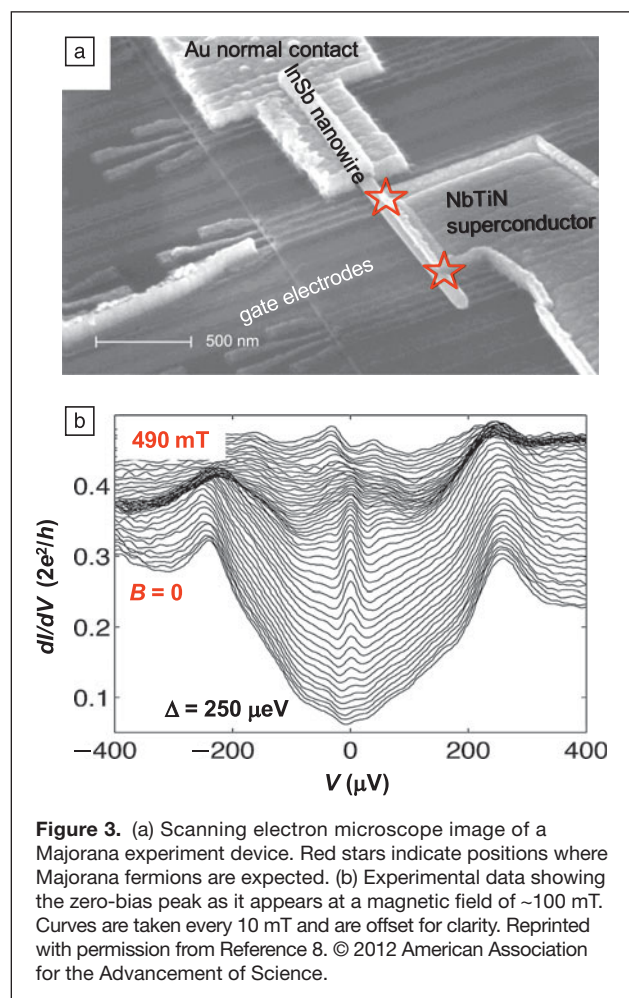 a
Au normal contact
InSb nanowire
NbTiN
superconductor
gate electrodes
500 nm
b
490 mT
B = 0
Δ = 250 µeV
dI/dV (2e²/h)
0.4
0.3
0.2
0.1
−400
−200
0
200
400
V (µV)
Figure 3. (a) Scanning electron microscope image of a
Majorana experiment device. Red stars indicate positions where
Majorana fermions are expected. (b) Experimental data showing
the zero-bias peak as it appears at a magnetic field of ~100 mT.
Curves are taken every 10 mT and are offset for clarity. Reprinted
with permission from Reference 8. © 2012 American Association
for the Advancement of Science.